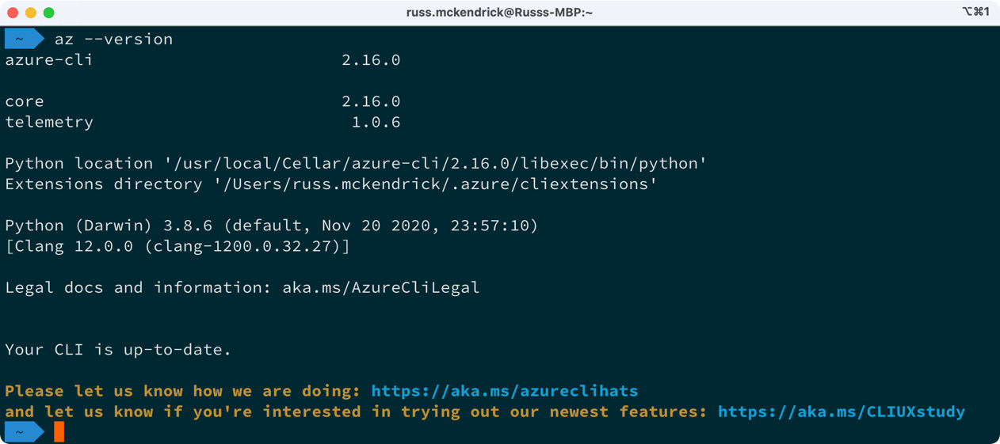 russ.mckendrick@Russs-MBP:~
⌥⌘1
~ az --version
azure-cli 2.16.0
core 2.16.0
telemetry 1.0.6
Python location '/usr/local/Cellar/azure-cli/2.16.0/libexec/bin/python'
Extensions directory '/Users/russ.mckendrick/.azure/cliextensions'
Python (Darwin) 3.8.6 (default, Nov 20 2020, 23:57:10)
[Clang 12.0.0 (clang-1200.0.32.27)]
Legal docs and information: aka.ms/AzureCliLegal
Your CLI is up-to-date.
Please let us know how we are doing: https://aka.ms/azureclihats
and let us know if you're interested in trying out our newest features: https://aka.ms/CLIUXstudy
~